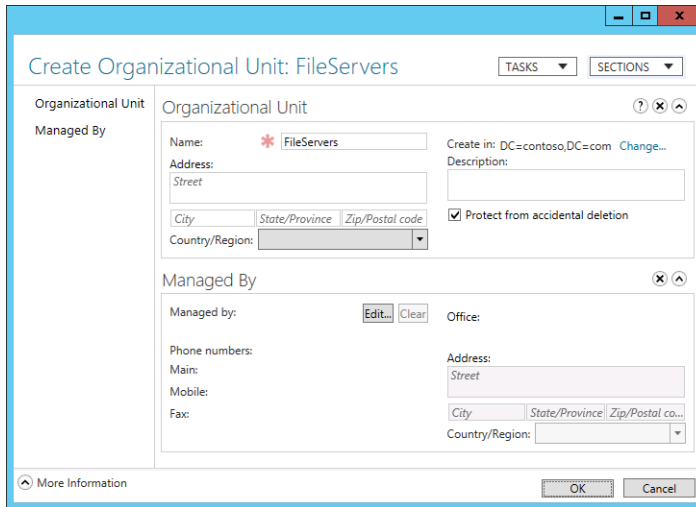 Create Organizational Unit: FileServers
TASKS
SECTIONS
Organizational Unit
Managed By
Organizational Unit
?
Name: * FileServers
Address:
Street
City State/Province Zip/Postal code
Country/Region:
Create in: DC=contoso,DC=com Change...
Description:
Protect from accidental deletion
Managed By
Managed by: Edit... Clear
Office:
Phone numbers:
Main:
Mobile:
Fax:
Address:
Street
City State/Province Zip/Postal co...
Country/Region:
More Information
OK Cancel